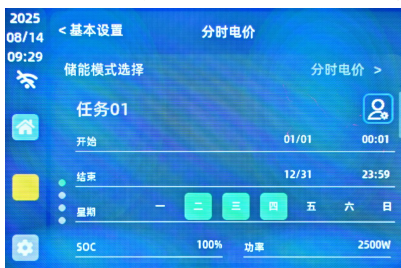 2025
08/14
09:29
< 基本设置
分时电价
储能模式选择
分时电价 >
任务01
开始 01/01 00:01
结束 12/31 23:59
星期 一 二 三 四 五 六 日
SOC 100% 功率 2500W